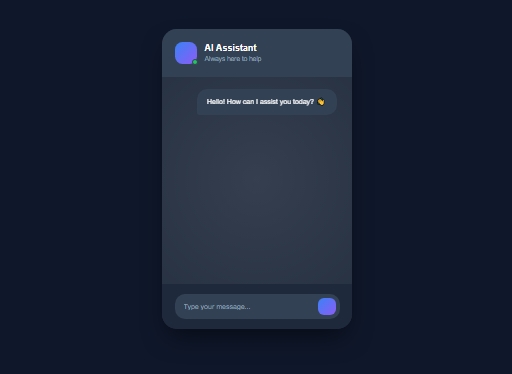 AI Assistant
Always here to help
Hello! How can I assist you today? 👋
Type your message...